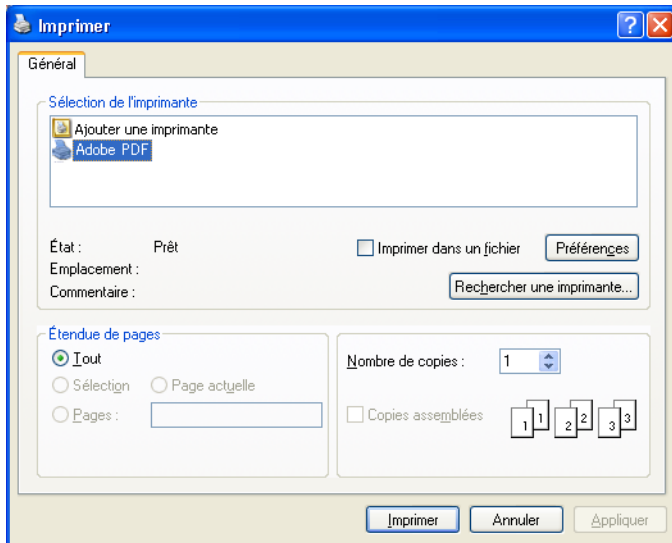 Imprimer
Général
Sélection de l'imprimante
Ajouter une imprimante
Adobe PDF
État : Prêt
Imprimer dans un fichier
Préférences
Emplacement :
Commentaire :
Rechercher une imprimante...
Étendue de pages
Tout
Sélection
Page actuelle
Pages :
Nombre de copies : 1
Copies assemblées
1 1 2 2 3 3
Imprimer
Annuler
Appliquer